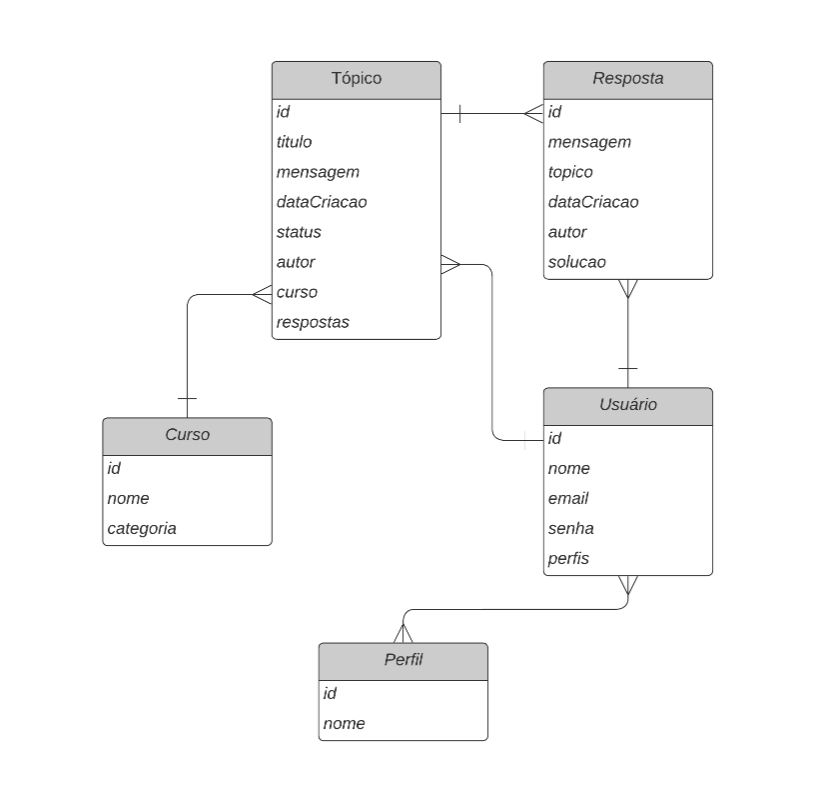 Tópico
id
titulo
mensagem
dataCriacao
status
autor
curso
respostas
Resposta
id
mensagem
topico
dataCriacao
autor
solucao
Curso
id
nome
categoria
Usuário
id
nome
email
senha
perfis
Perfil
id
nome